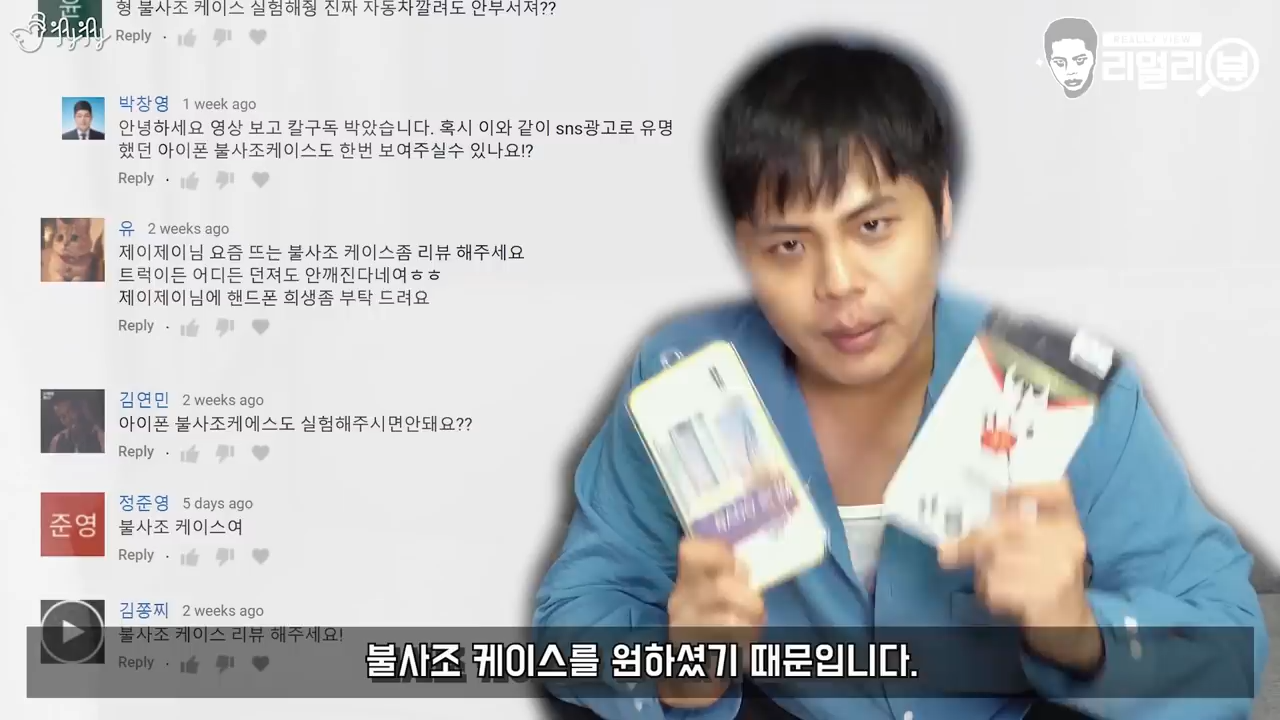 형 불사조 케이스 실험해줭 진짜 자동차깔려도 안부서져??
Reply
REALLY VIEW
리얼리뷰
박창영 1 week ago
안녕하세요 영상 보고 칼구독 박았습니다. 혹시 이와 같이 sns광고로 유명
했던 아이폰 불사조케이스도 한번 보여주실수 있나요!?
Reply
유 2 weeks ago
제이제이님 요즘 뜨는 불사조 케이스좀 리뷰 해주세요
트럭이든 어디든 던져도 안깨진다네여ㅎㅎ
제이제이님에 핸드폰 희생좀 부탁 드려요
Reply
김연민 2 weeks ago
아이폰 불사조케에스도 실험해주시면안돼요??
Reply
준영
정준영 5 days ago
불사조 케이스여
Reply
김쫑찌 2 weeks ago
불사조 케이스 리뷰 해주세요!
Reply
불사조 케이스를 원하셨기 때문입니다.